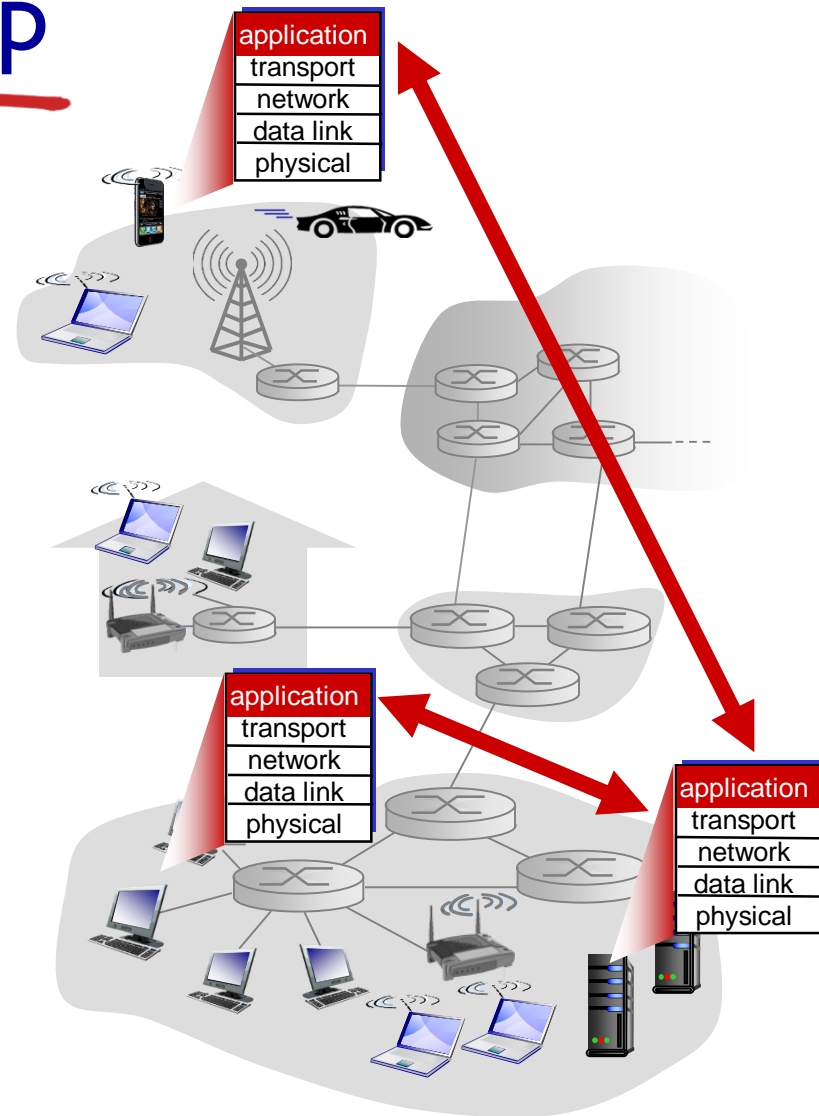 p
application
transport
network
data link
physical
application
transport
network
data link
physical
application
transport
network
data link
physical